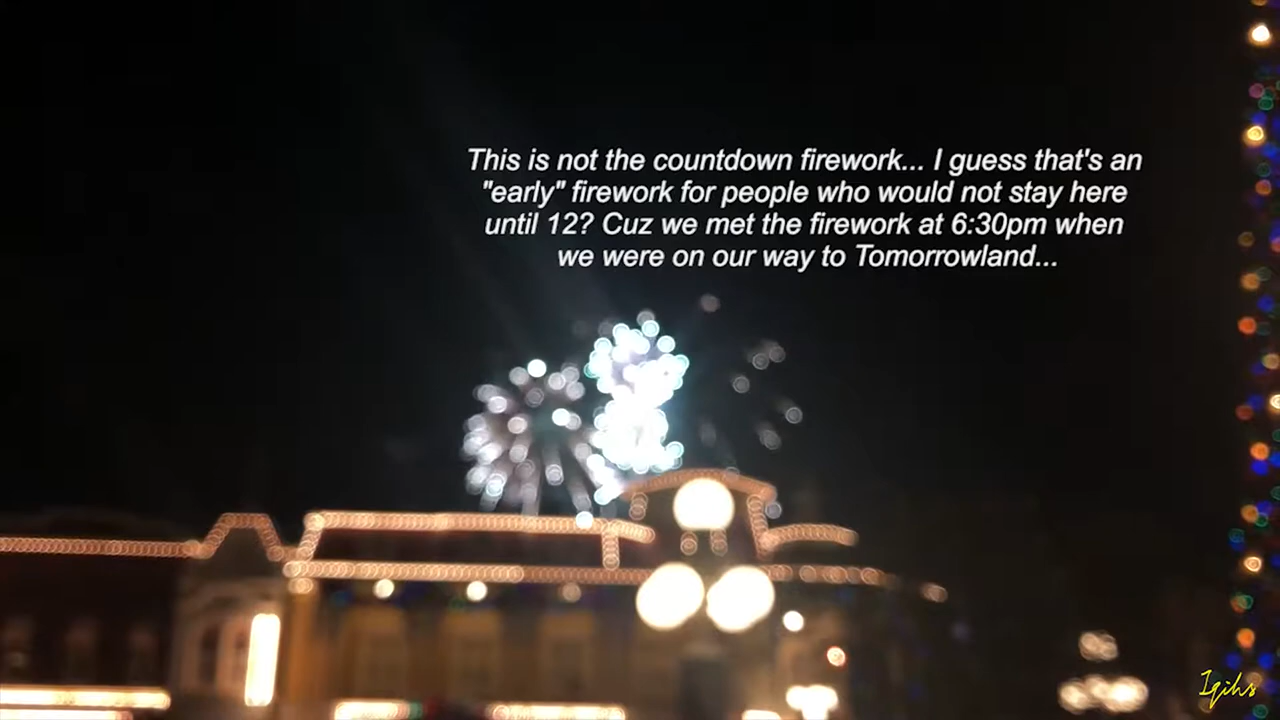 This is not the countdown firework... I guess that's an
"early" firework for people who would not stay here
until 12? Cuz we met the firework at 6:30pm when
we were on our way to Tomorrowland...